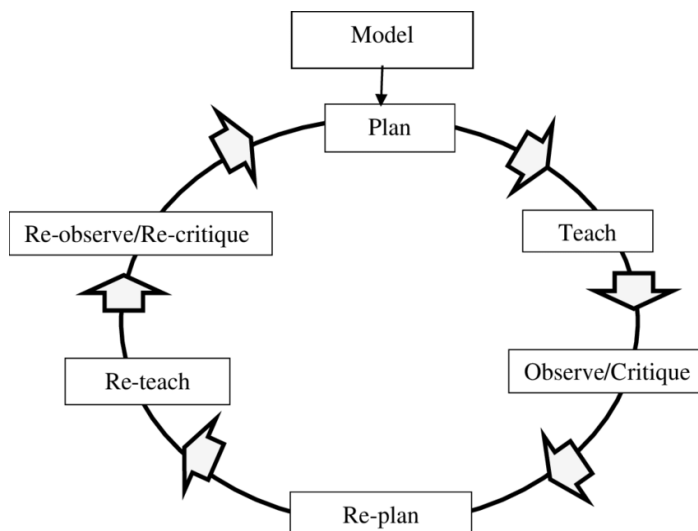 Model
Plan
Teach
Observe/Critique
Re-plan
Re-teach
Re-observe/Re-critique